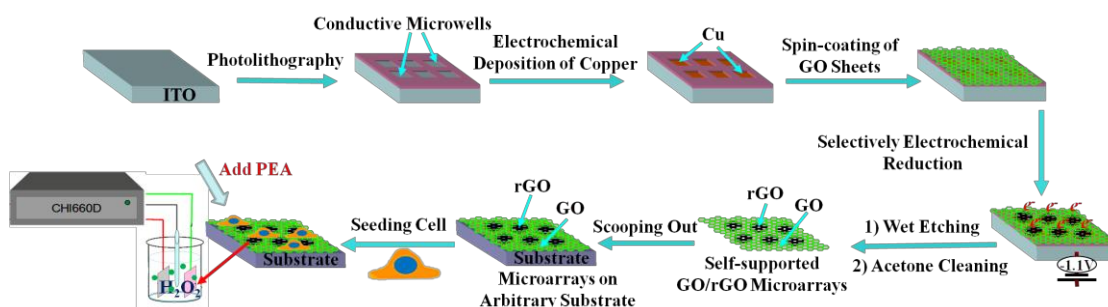 Conductive Microwells
Photolithography
ITO
Electrochemical
Deposition of Copper
Cu
Spin-coating of
GO Sheets
Selectively Electrochemical
Reduction
e⁻ e⁻ e⁻
e⁻ e⁻ e⁻
-1.1V
1) Wet Etching
2) Acetone Cleaning
rGO
GO
Self-supported
GO/rGO Microarrays
Scooping Out
rGO
GO
Substrate
Microarrays on
Arbitrary Substrate
Seeding Cell
Add PEA
Substrate
CHI660D
H₂O₂